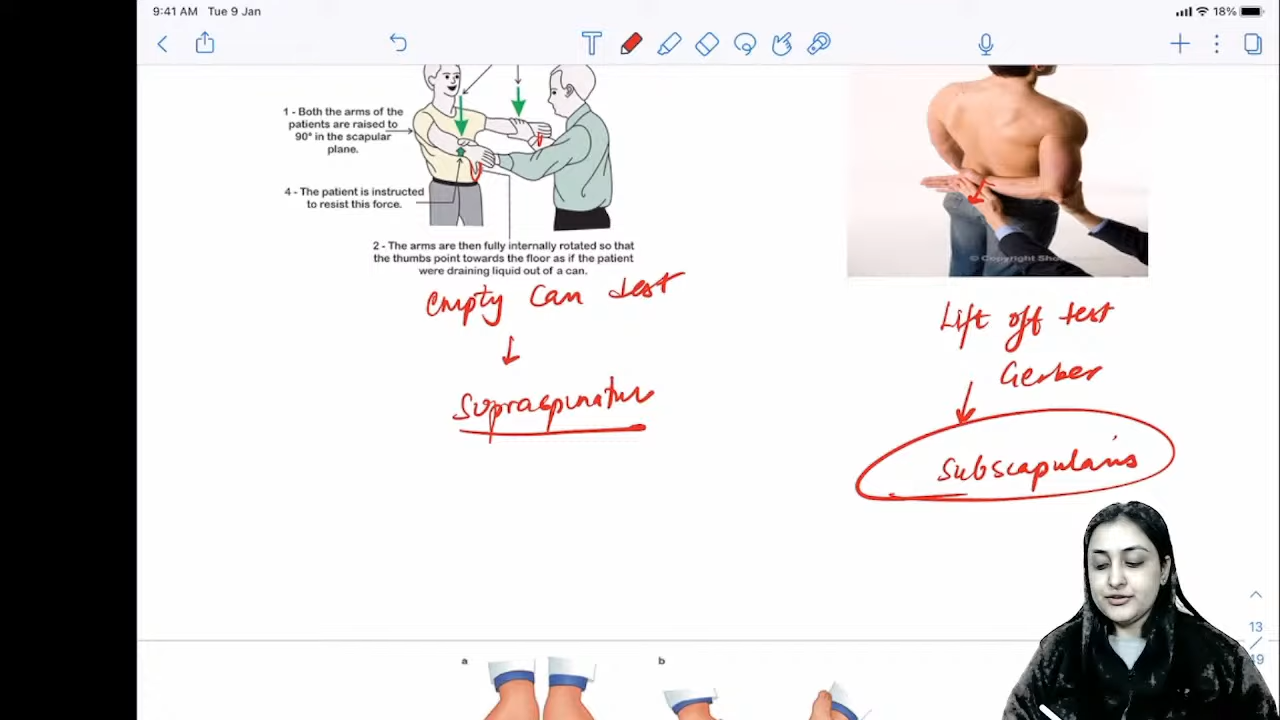 9:41 AM Tue 9 Jan
18%
1 - Both the arms of the
patients are raised to
90° in the scapular
plane.
4 - The patient is instructed
to resist this force.
2 - The arms are then fully internally rotated so that
the thumbs point towards the floor as if the patient
were draining liquid out of a can.
Empty Can test
Supraspinatus
© Copyright
Lift off test
Gerber
Subscapularis
13
49
a
b